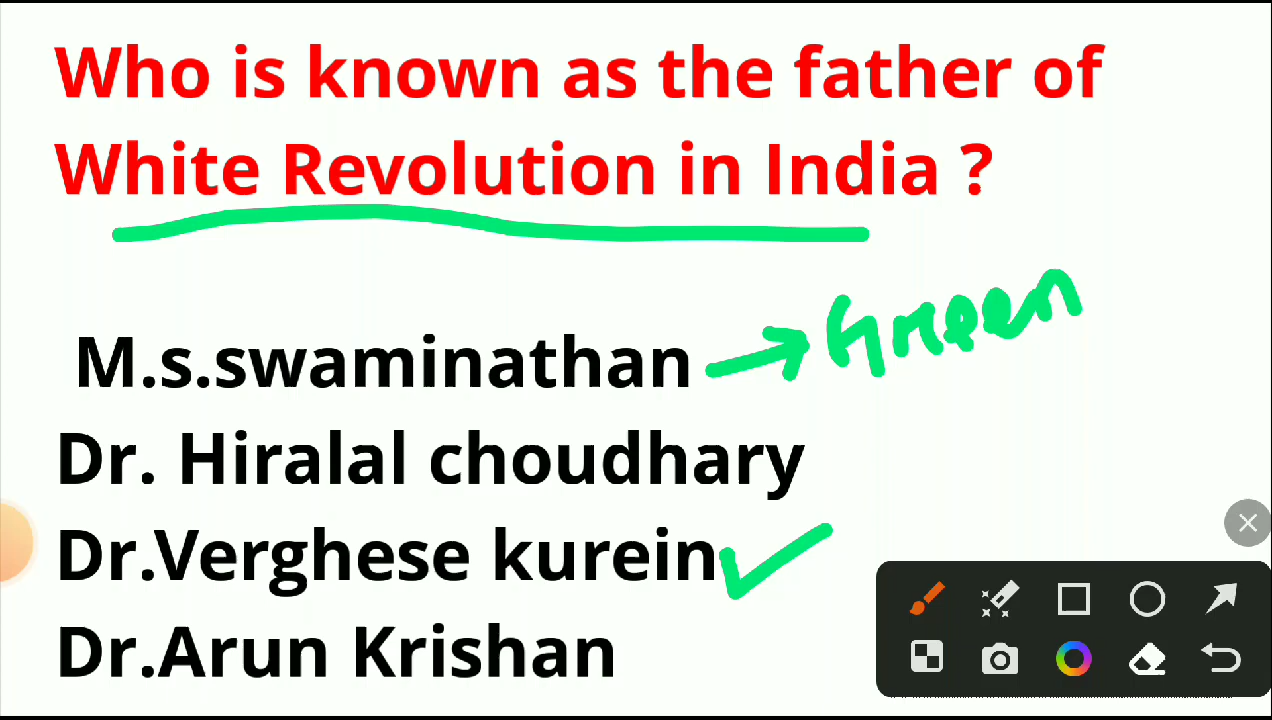 Who is known as the father of
White Revolution in India ?
M.s.swaminathan → Green
Dr. Hiralal choudhary
Dr.Verghese kurein
Dr.Arun Krishan